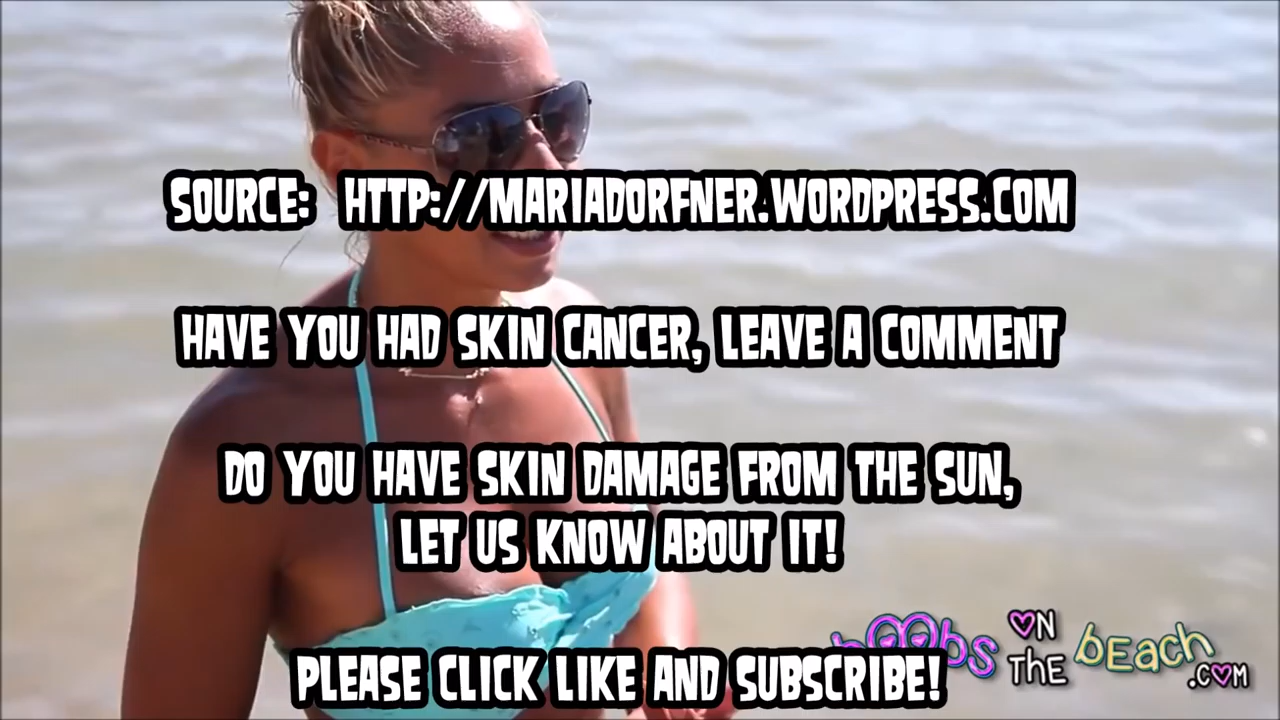 SOURCE: HTTP://MARIADORFNER.WORDPRESS.COM
HAVE YOU HAD SKIN CANCER, LEAVE A COMMENT
DO YOU HAVE SKIN DAMAGE FROM THE SUN,
LET US KNOW ABOUT IT!
PLEASE CLICK LIKE AND SUBSCRIBE!
bOObs ON THE bEacH .COM